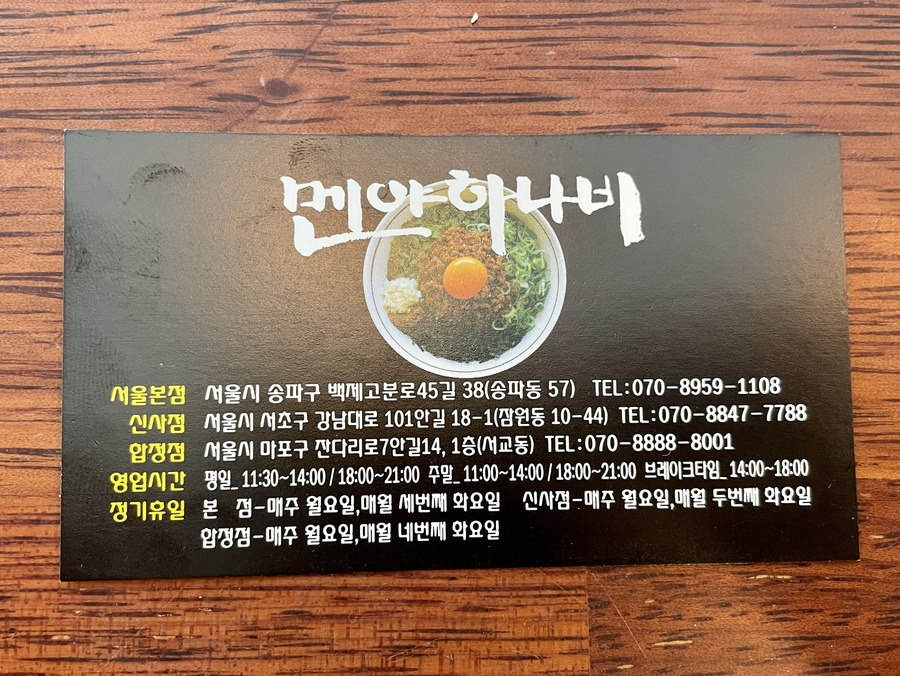 멘야하나비
서울본점 서울시 송파구 백제고분로45길 38(송파동 57) TEL:070-8959-1108
신사점 서울시 서초구 강남대로 101안길 18-1(잠원동 10-44) TEL:070-8847-7788
합정점 서울시 마포구 잔다리로7안길14, 1층(서교동) TEL:070-8888-8001
영업시간 평일_ 11:30~14:00 / 18:00~21:00 주말_ 11:00~14:00 / 18:00~21:00 브레이크타임_ 14:00~18:00
정기휴일 본 점-매주 월요일,매월 세번째 화요일 신사점-매주 월요일,매월 두번째 화요일
합정점-매주 월요일,매월 네번째 화요일